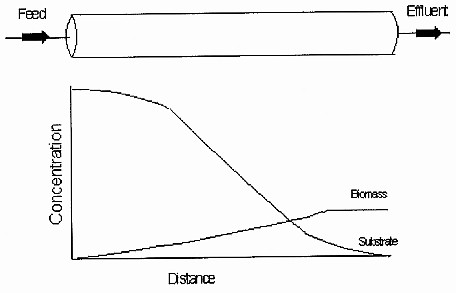 Feed
Effluent
Concentration
Biomass
Substrate
Distance